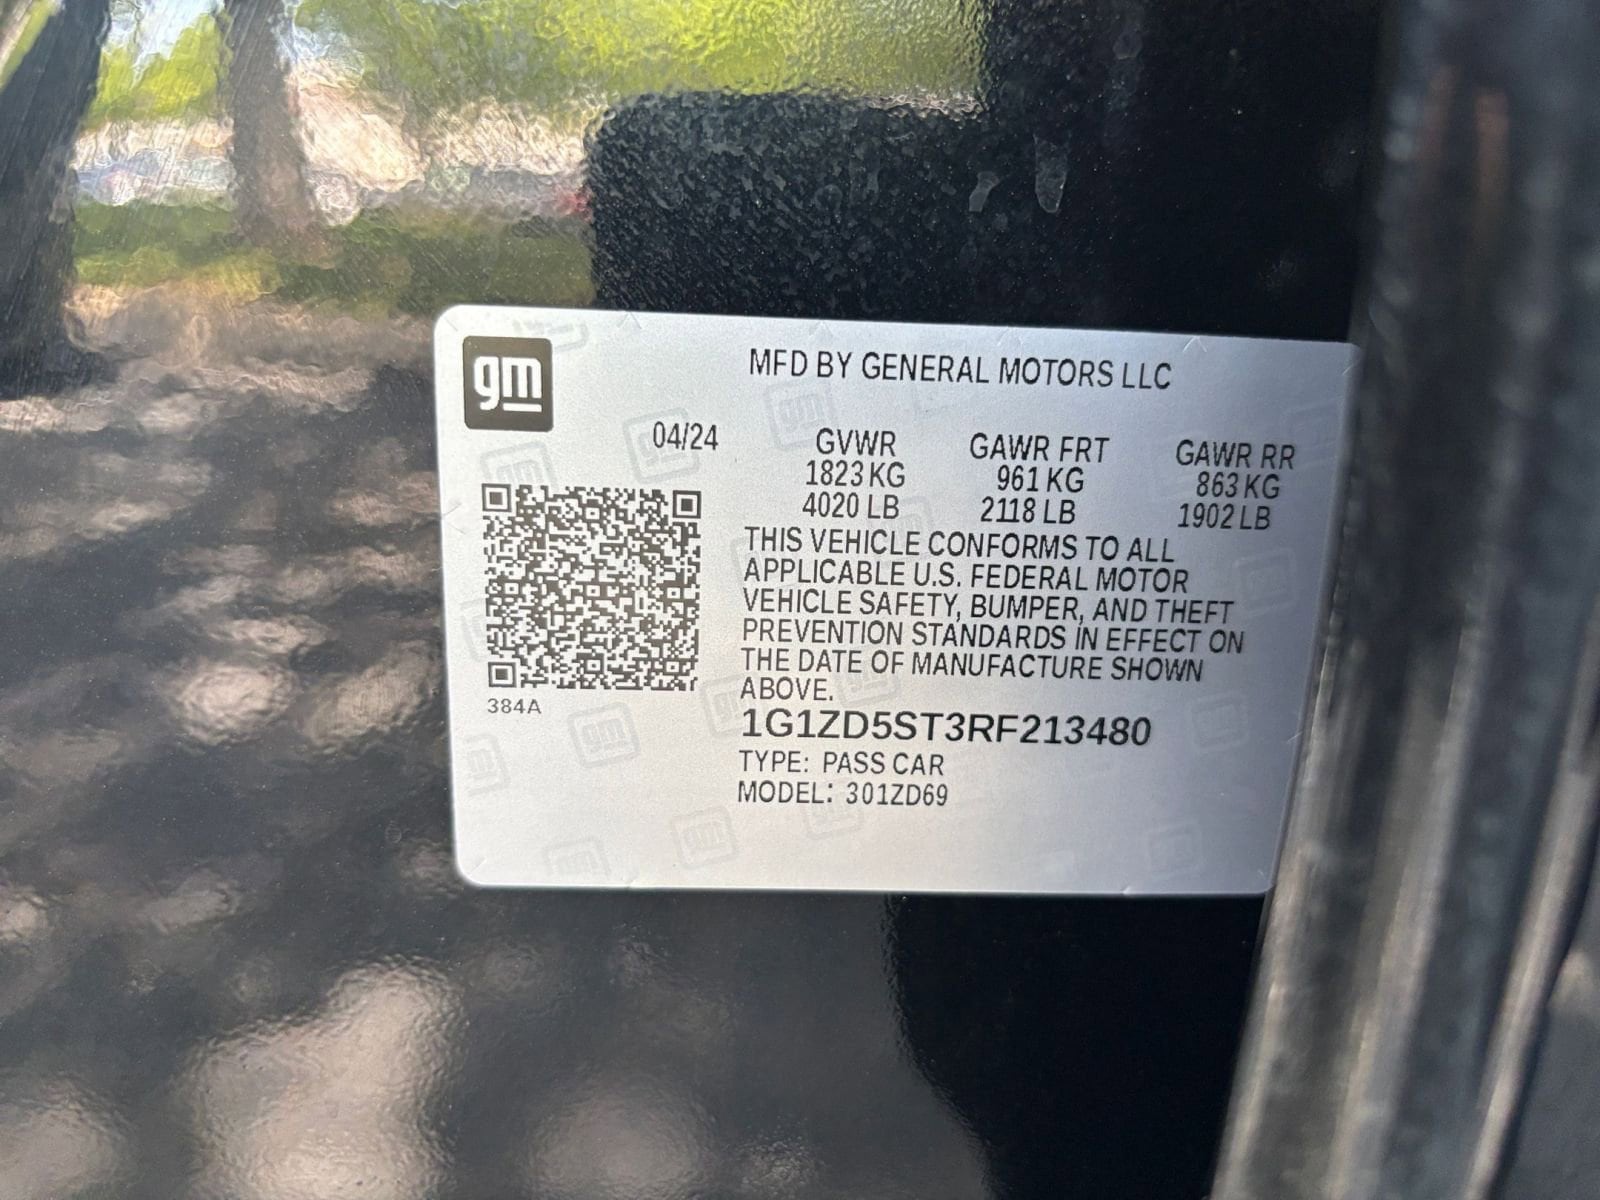 gm
MFD BY GENERAL MOTORS LLC
04/24
GVWR GAWR FRT GAWR RR
1823 KG 961 KG 863 KG
4020 LB 2118 LB 1902 LB
THIS VEHICLE CONFORMS TO ALL
APPLICABLE U.S. FEDERAL MOTOR
VEHICLE SAFETY, BUMPER, AND THEFT
PREVENTION STANDARDS IN EFFECT ON
THE DATE OF MANUFACTURE SHOWN
ABOVE.
384A
1G1ZD5ST3RF213480
TYPE: PASS CAR
MODEL: 301ZD69